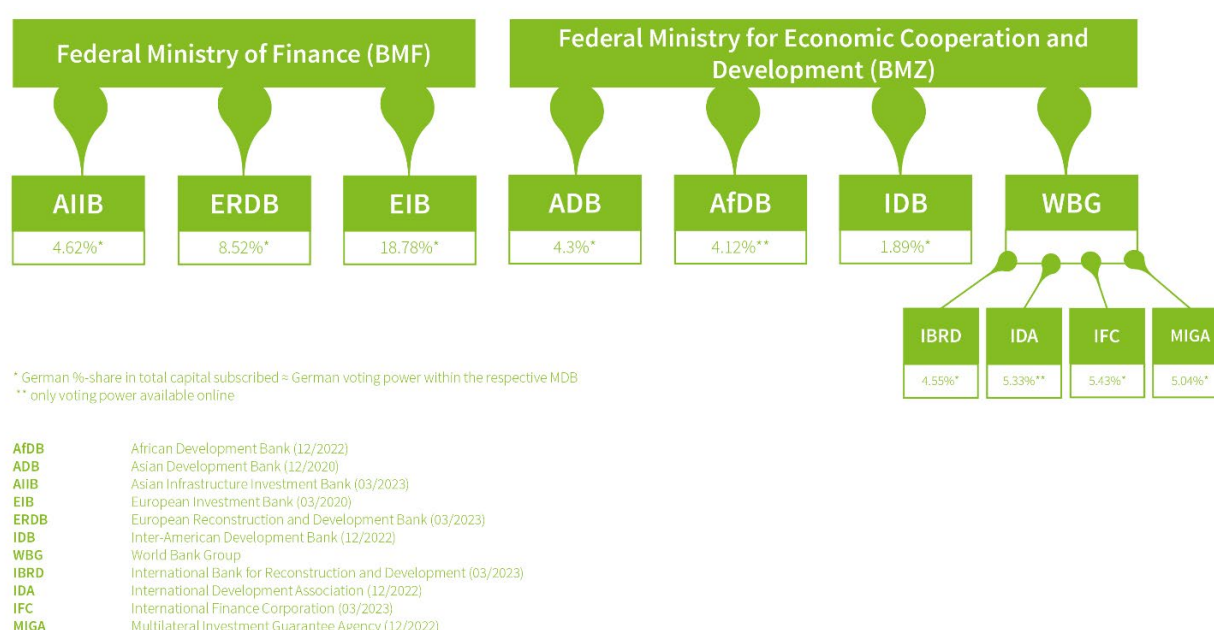 Federal Ministry of Finance (BMF)
Federal Ministry for Economic Cooperation and
Development (BMZ)
AIIB
4.62%*
ERDB
8.52%*
EIB
18.78%*
ADB
4.3%*
AfDB
4.12%**
IDB
1.89%*
WBG
IBRD
4.55%*
IDA
5.33%**
IFC
5.43%*
MIGA
5.04%*
* German %-share in total capital subscribed ≈ German voting power within the respective MDB
** only voting power available online
AfDB African Development Bank (12/2022)
ADB Asian Development Bank (12/2020)
AIIB Asian Infrastructure Investment Bank (03/2023)
EIB European Investment Bank (03/2020)
ERDB European Reconstruction and Development Bank (03/2023)
IDB Inter-American Development Bank (12/2022)
WBG World Bank Group
IBRD International Bank for Reconstruction and Development (03/2023)
IDA International Development Association (12/2022)
IFC International Finance Corporation (03/2023)
MIGA Multilateral Investment Guarantee Agency (12/2022)